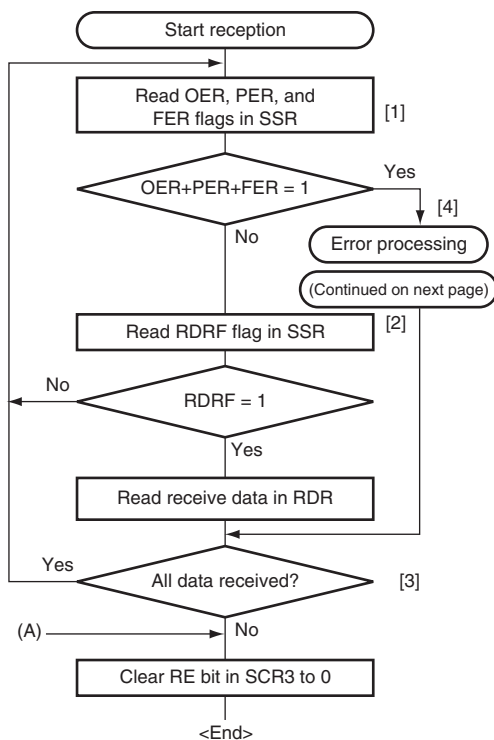 Start reception
Read OER, PER, and
FER flags in SSR
[1]
OER+PER+FER = 1
Yes
[4]
No
Error processing
(Continued on next page)
Read RDRF flag in SSR
[2]
No
RDRF = 1
Yes
Read receive data in RDR
Yes
All data received?
[3]
(A)
No
Clear RE bit in SCR3 to 0
<End>